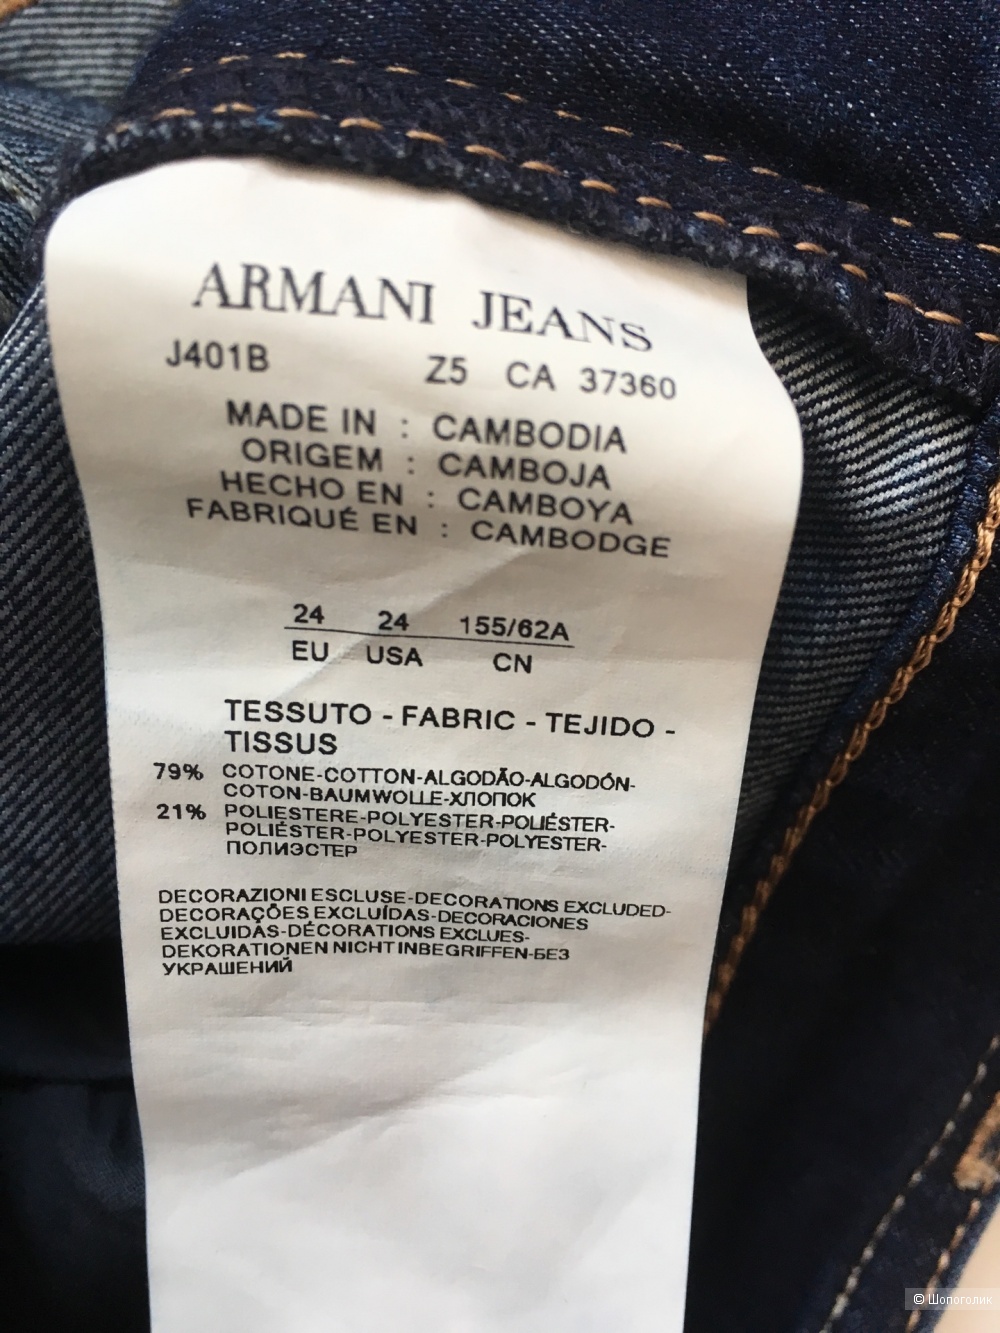 ARMANI JEANS
J401B Z5 CA 37360
MADE IN : CAMBODIA
ORIGEM : CAMBOJA
HECHO EN : CAMBOYA
FABRIQUÉ EN : CAMBODGE
24 24 155/62A
EU USA CN
TESSUTO - FABRIC - TEJIDO -
TISSUS
79% COTONE-COTTON-ALGODÃO-ALGODÓN-
COTON-BAUMWOLLE-ХЛОПОК
21% POLIESTERE-POLYESTER-POLIÉSTER-
POLIÉSTER-POLYESTER-POLYESTER-
ПОЛИЭСТЕР
DECORAZIONI ESCLUSE-DECORATIONS EXCLUDED-
DECORAÇÕES EXCLUÍDAS-DECORACIONES
EXCLUIDAS-DÉCORATIONS EXCLUES-
DEKORATIONEN NICHT INBEGRIFFEN-БЕЗ
УКРАШЕНИЙ
© Шопоголик